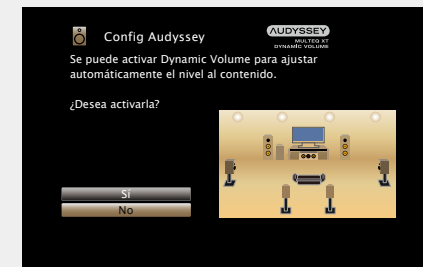 Config Audyssey
AUDYSSEY
MULTEQ XT
DYNAMIC VOLUME
Se puede activar Dynamic Volume para ajustar
automáticamente el nivel al contenido.
¿Desea activarla?
Sí
No